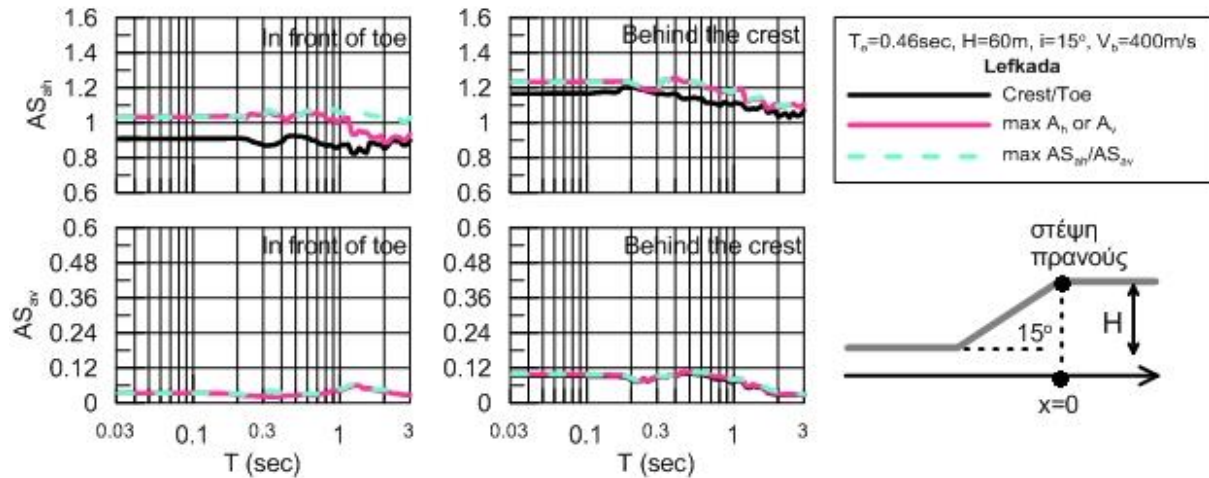 1.6
1.4
1.2
1
0.8
0.6
AS_ah
In front of toe
1.6
1.4
1.2
1
0.8
0.6
Behind the crest
T_e=0.46sec, H=60m, i=15°, V_b=400m/s
Lefkada
Crest/Toe
max A_h or A_v
max AS_ah/AS_av
0.6
0.48
0.36
0.24
0.12
0
AS_av
In front of toe
0.03 0.1 0.3 1 3
T (sec)
0.6
0.48
0.36
0.24
0.12
0
Behind the crest
0.03 0.1 0.3 1 3
T (sec)
στέψη
πρανούς
15°
H
x=0